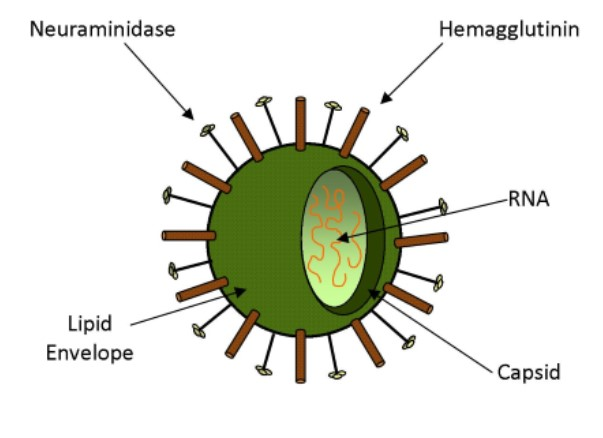 Neuraminidase
Hemagglutinin
RNA
Lipid
Envelope
Capsid